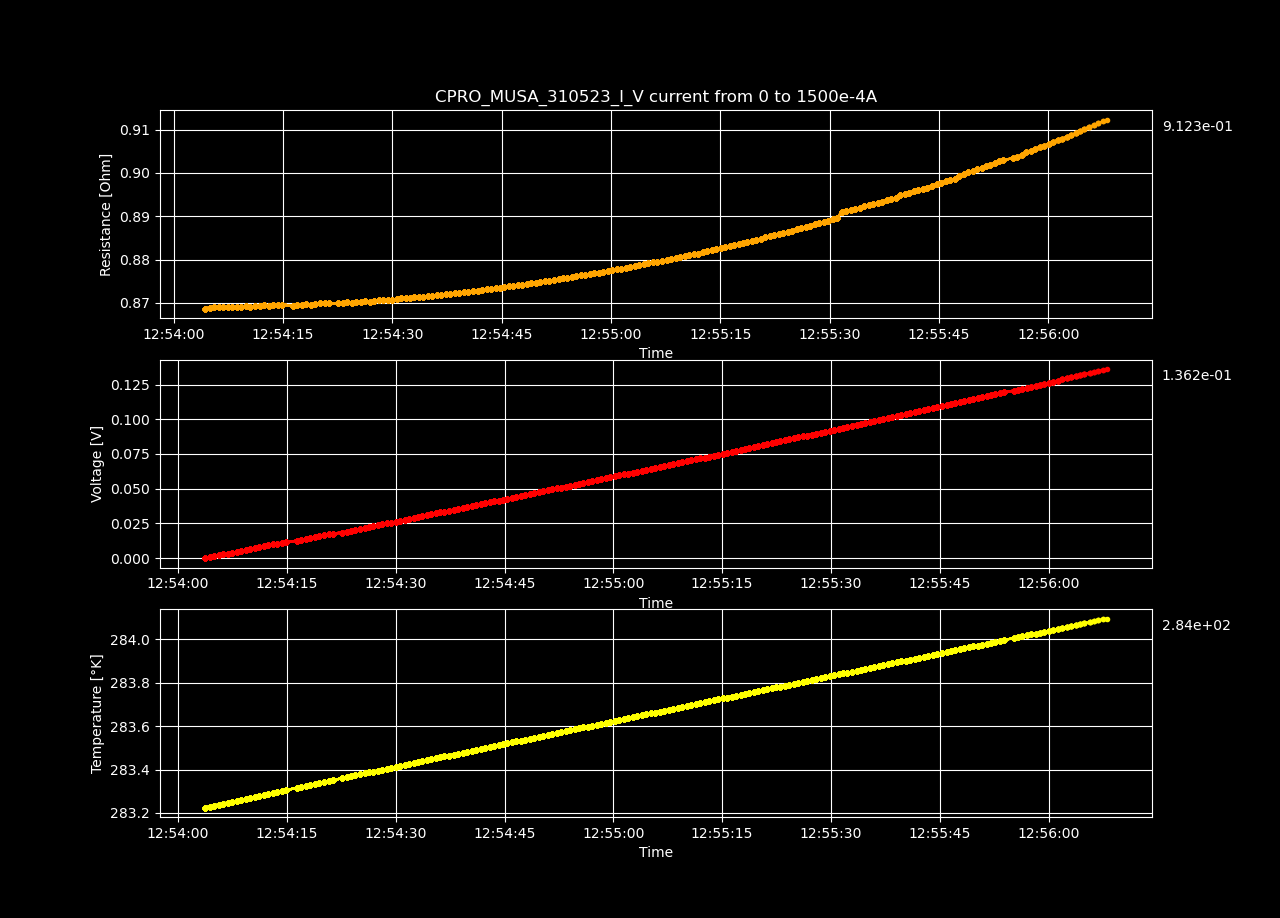 CPRO_MUSA_310523_I_V current from 0 to 1500e-4A
Resistance [Ohm]
0.91
0.90
0.89
0.88
0.87
9.123e-01
12:54:00 12:54:15 12:54:30 12:54:45 12:55:00 12:55:15 12:55:30 12:55:45 12:56:00
Time
Voltage [V]
0.125
0.100
0.075
0.050
0.025
0.000
1.362e-01
12:54:00 12:54:15 12:54:30 12:54:45 12:55:00 12:55:15 12:55:30 12:55:45 12:56:00
Time
Temperature [°K]
284.0
283.8
283.6
283.4
283.2
2.84e+02
12:54:00 12:54:15 12:54:30 12:54:45 12:55:00 12:55:15 12:55:30 12:55:45 12:56:00
Time